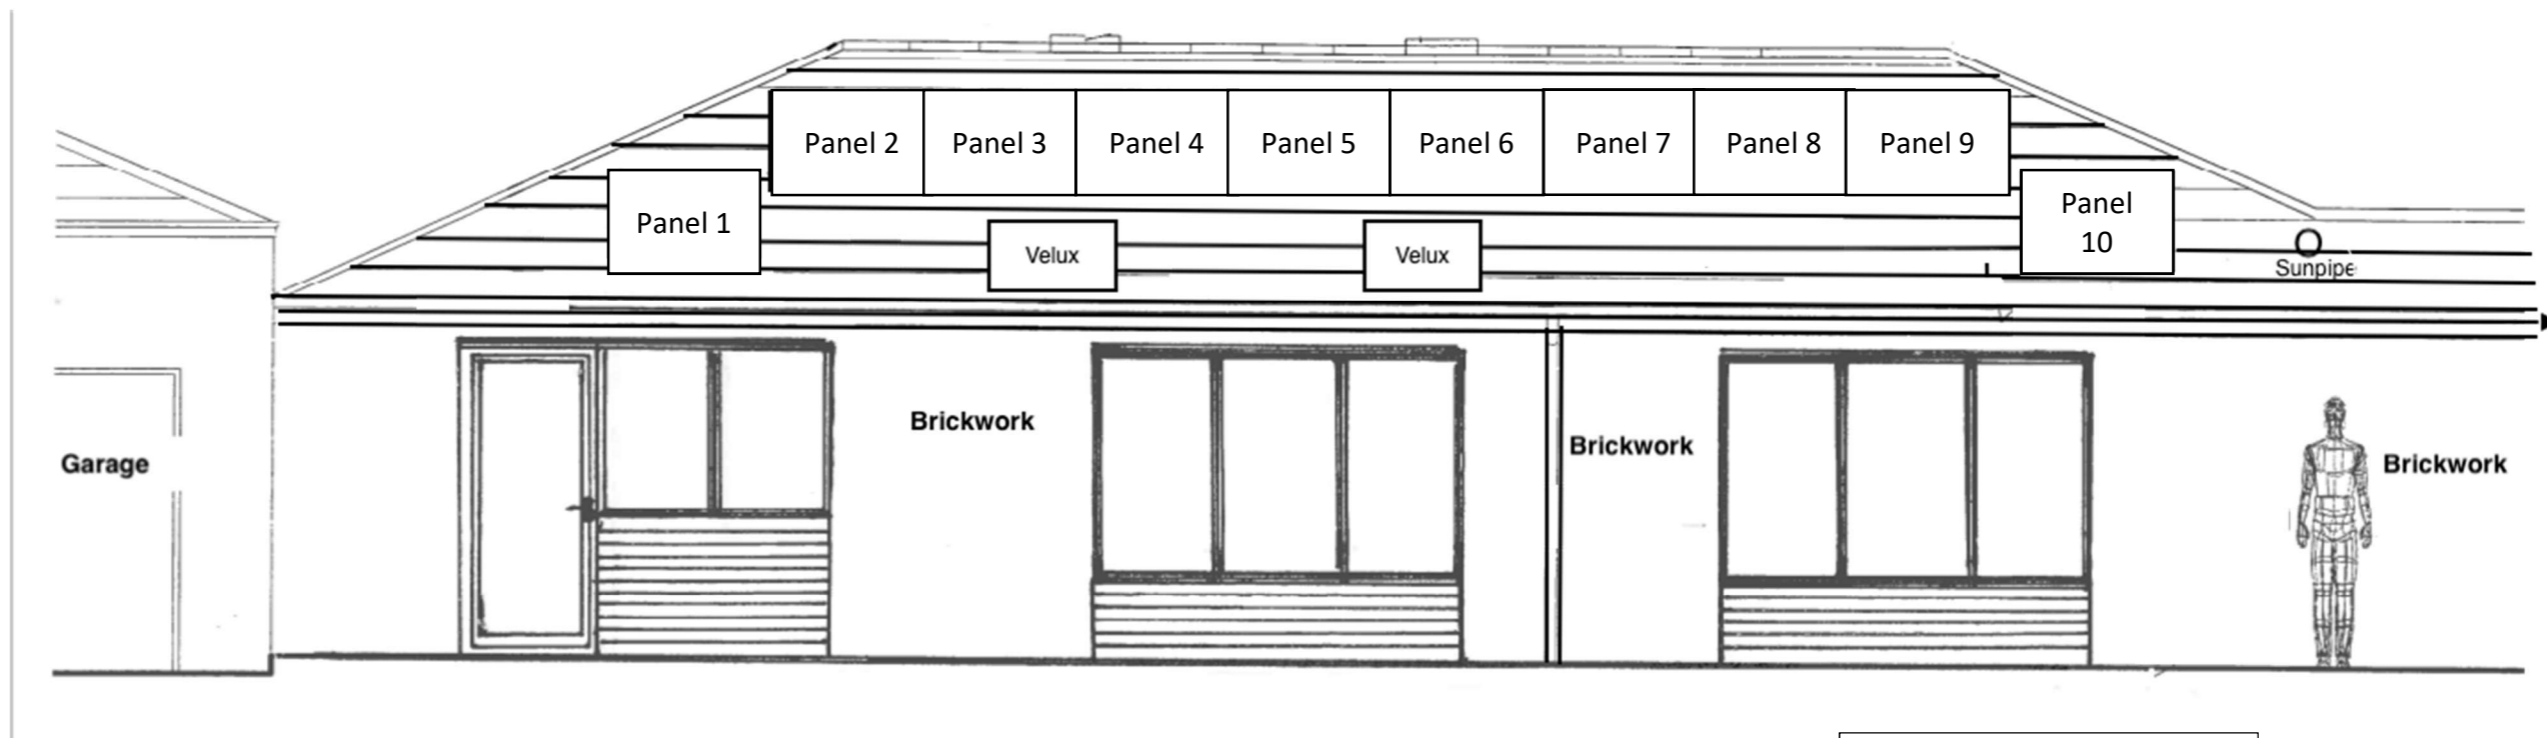 Panel 2 Panel 3 Panel 4 Panel 5 Panel 6 Panel 7 Panel 8 Panel 9
Panel 1
Panel
10
Velux Velux
Sunpipe
Brickwork
Brickwork
Garage
Brickwork